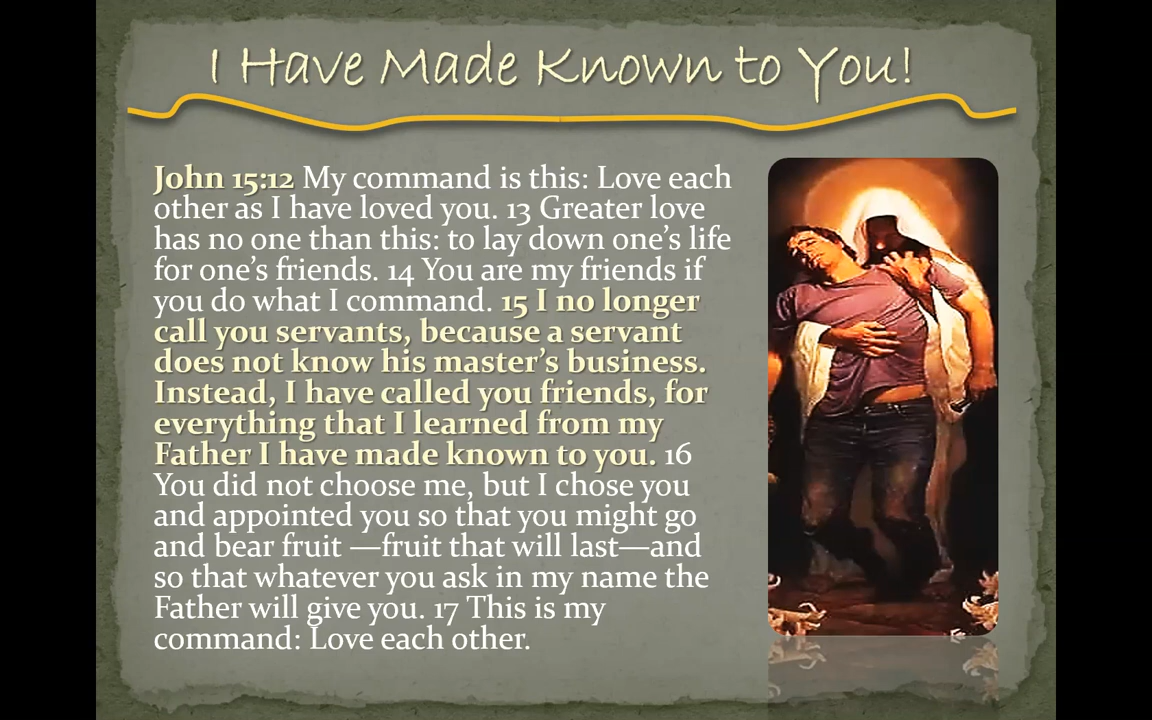 I Have Made Known to You!
John 15:12 My command is this: Love each
other as I have loved you. 13 Greater love
has no one than this: to lay down one’s life
for one’s friends. 14 You are my friends if
you do what I command. 15 I no longer
call you servants, because a servant
does not know his master’s business.
Instead, I have called you friends, for
everything that I learned from my
Father I have made known to you. 16
You did not choose me, but I chose you
and appointed you so that you might go
and bear fruit —fruit that will last—and
so that whatever you ask in my name the
Father will give you. 17 This is my
command: Love each other.